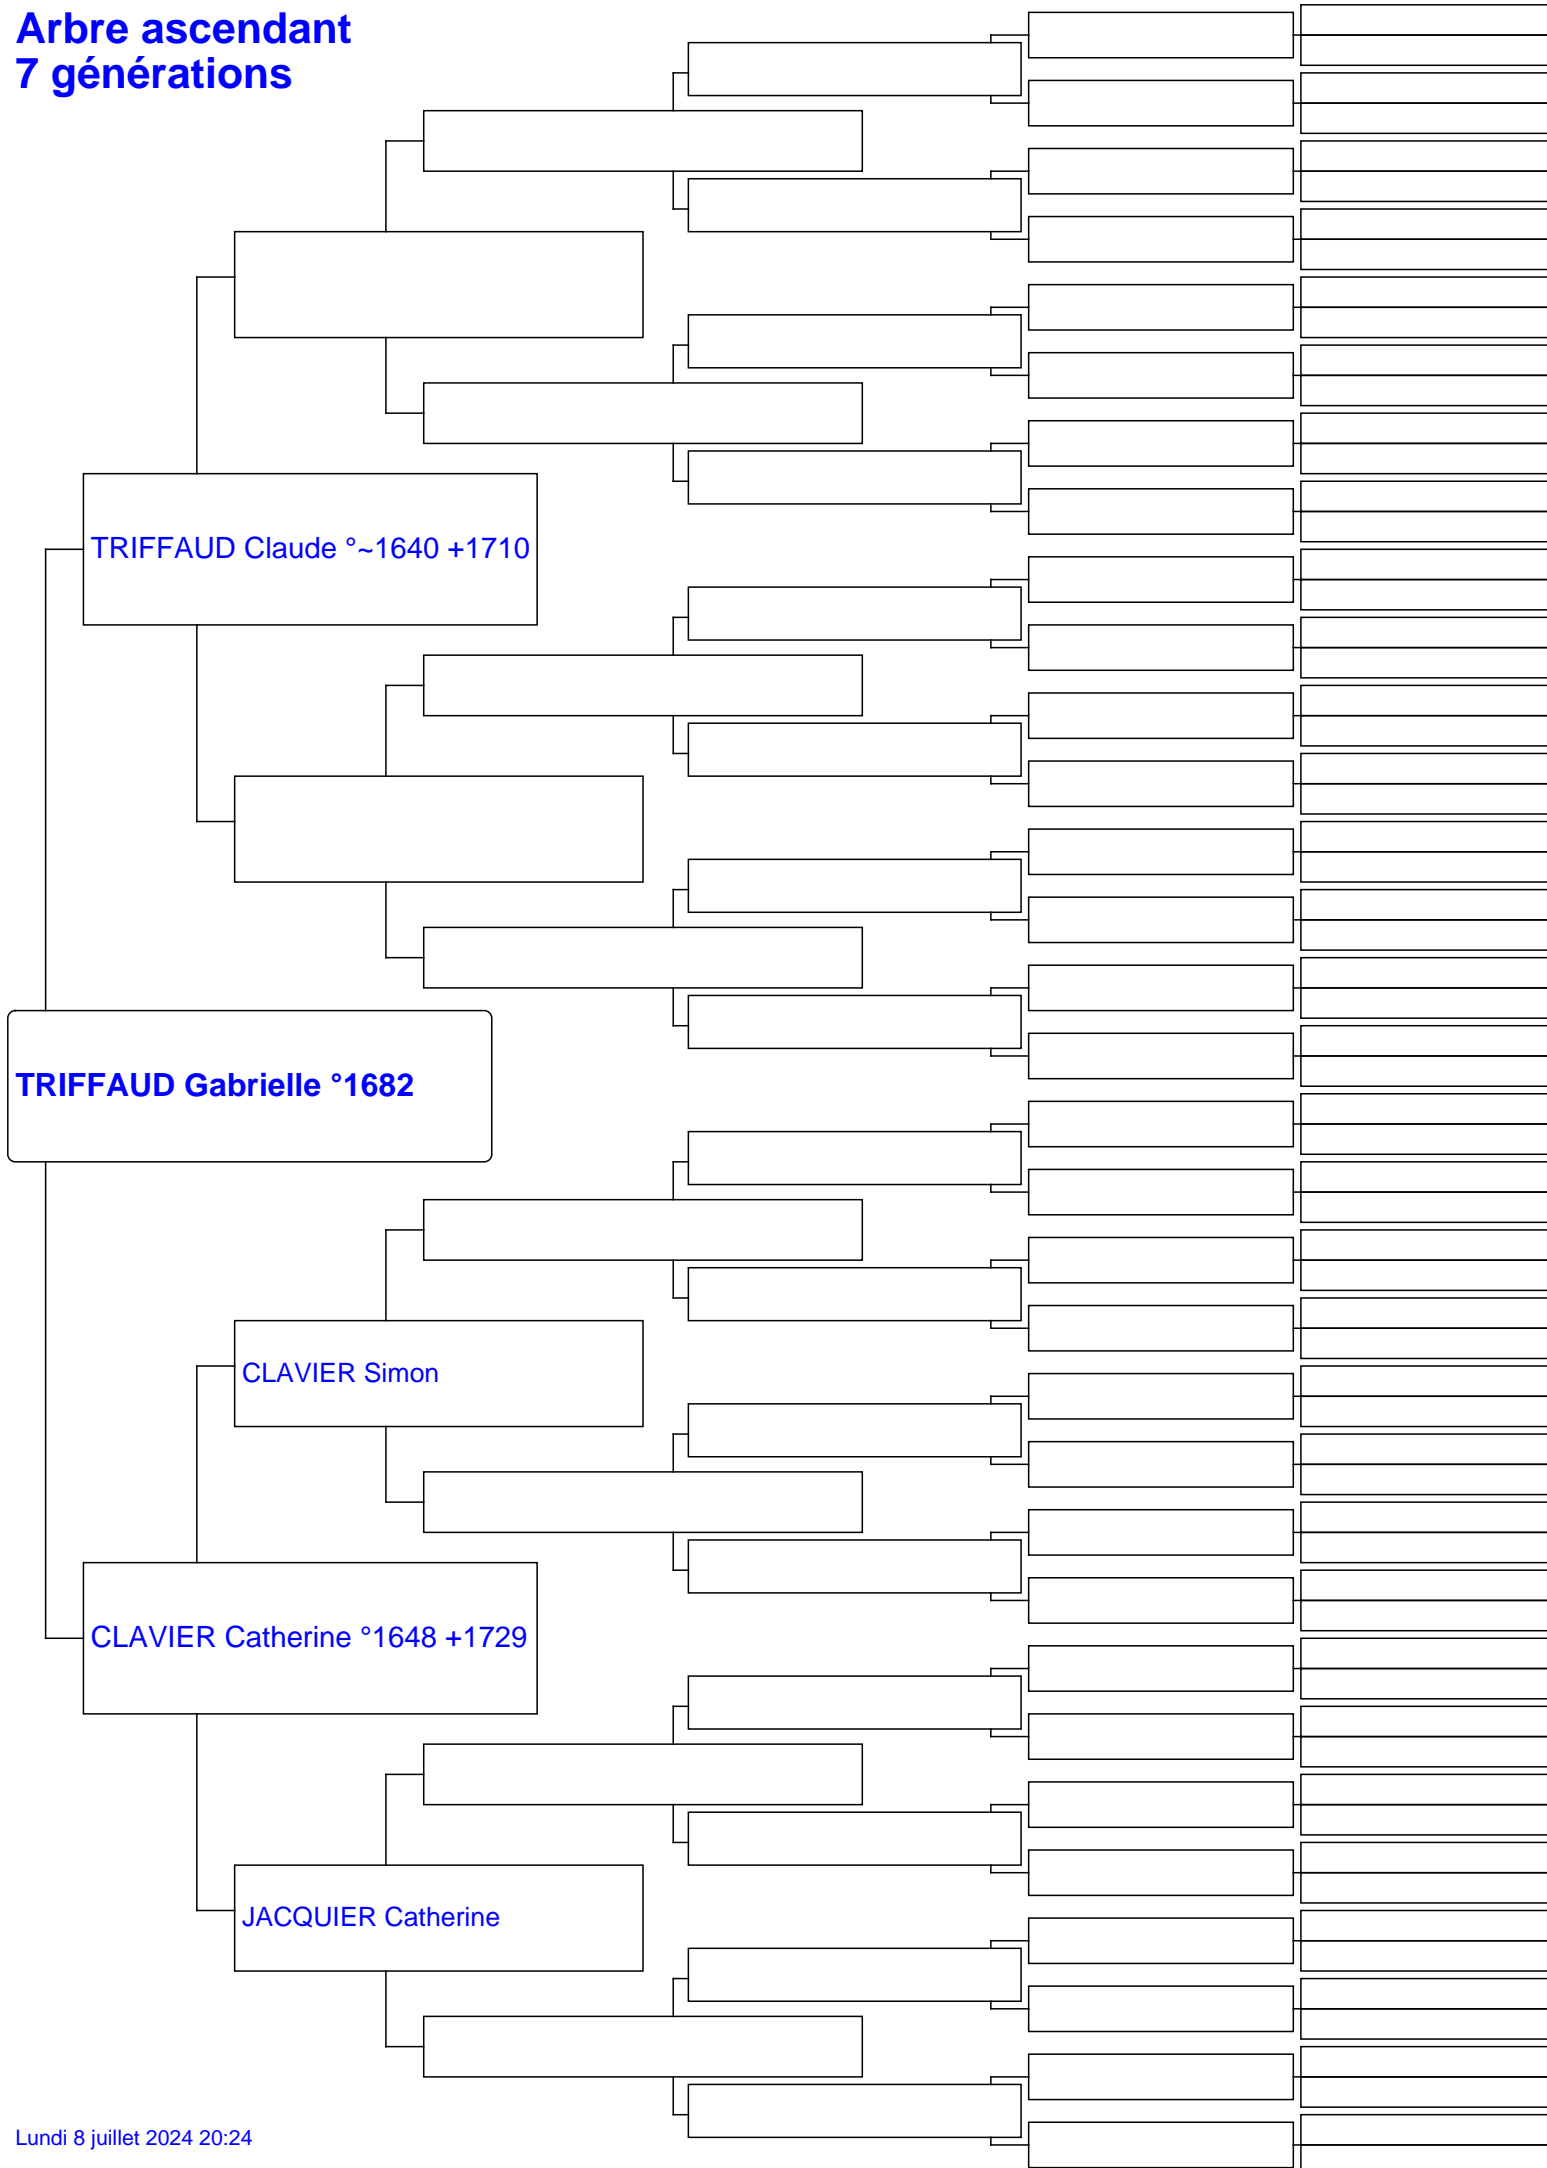 Arbre ascendant
7 générations
TRIFFAUD Claude °~1640 +1710
TRIFFAUD Gabrielle °1682
CLAVIER Simon
CLAVIER Catherine °1648 +1729
JACQUIER Catherine
Lundi 8 juillet 2024 20:24